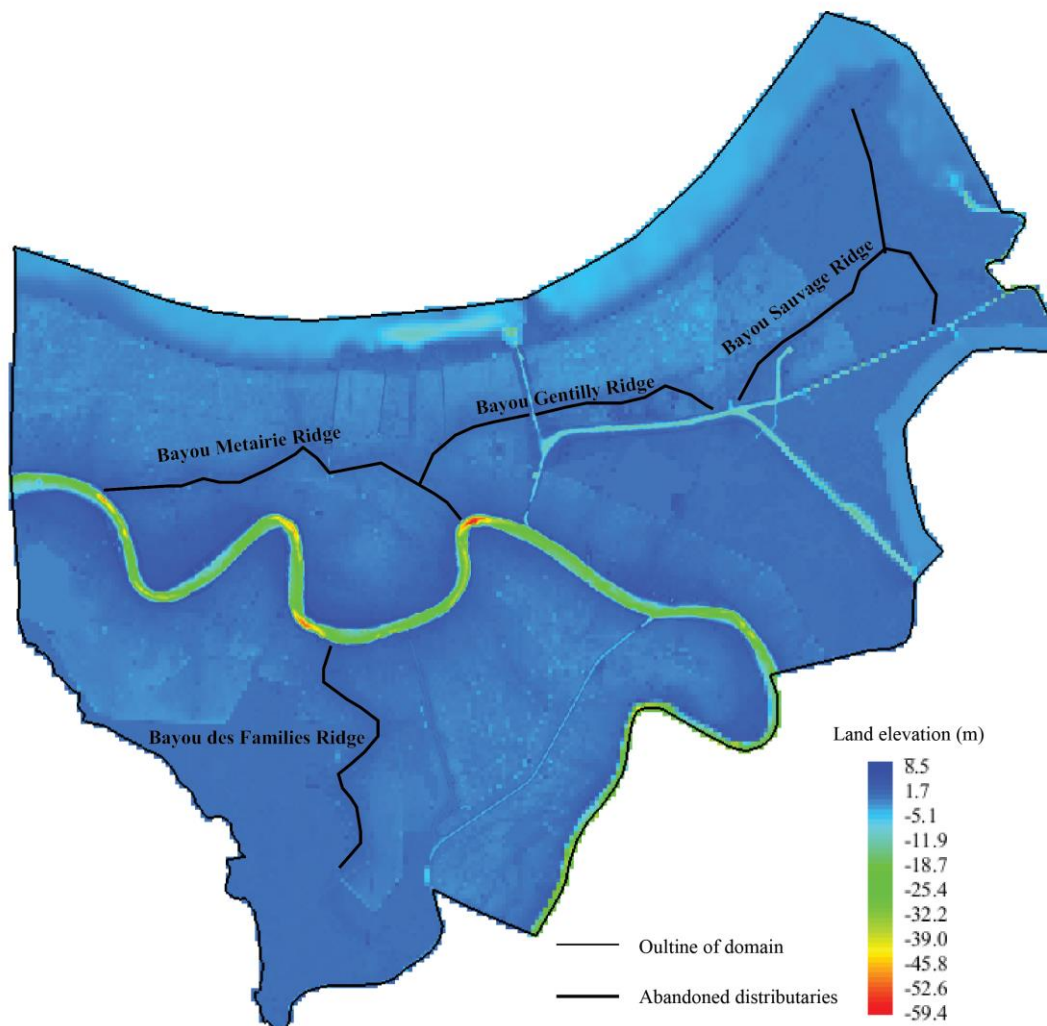 Bayou Sauvage Ridge
Bayou Gentilly Ridge
Bayou Metairie Ridge
Bayou des Families Ridge
Land elevation (m)
8.5
1.7
-5.1
-11.9
-18.7
-25.4
-32.2
-39.0
-45.8
-52.6
-59.4
Oultine of domain
Abandoned distributaries